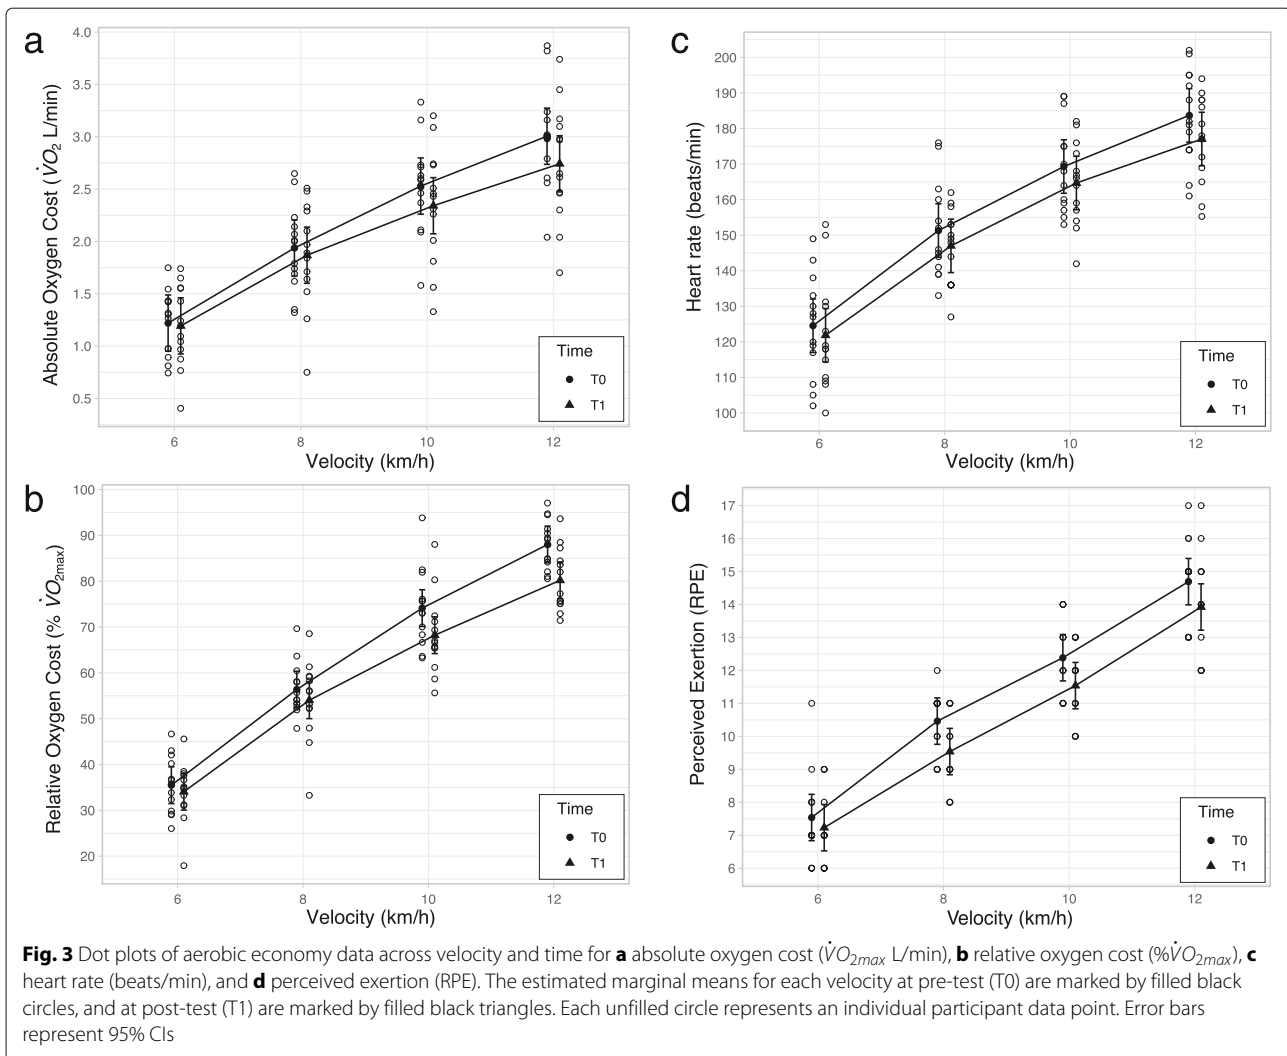 a
Absolute Oxygen Cost (V̇O₂ L/min)
4.0
3.5
3.0
2.5
2.0
1.5
1.0
0.5
6 8 10 12
Velocity (km/h)
Time
T0
T1
c
Heart rate (beats/min)
200
190
180
170
160
150
140
130
120
110
100
6 8 10 12
Velocity (km/h)
Time
T0
T1
b
Relative Oxygen Cost (% V̇O₂max)
100
90
80
70
60
50
40
30
20
6 8 10 12
Velocity (km/h)
Time
T0
T1
d
Perceived Exertion (RPE)
17
16
15
14
13
12
11
10
9
8
7
6
6 8 10 12
Velocity (km/h)
Time
T0
T1
Fig. 3 Dot plots of aerobic economy data across velocity and time for a absolute oxygen cost (V̇O2max L/min), b relative oxygen cost (%V̇O2max), c
heart rate (beats/min), and d perceived exertion (RPE). The estimated marginal means for each velocity at pre-test (T0) are marked by filled black
circles, and at post-test (T1) are marked by filled black triangles. Each unfilled circle represents an individual participant data point. Error bars
represent 95% CIs